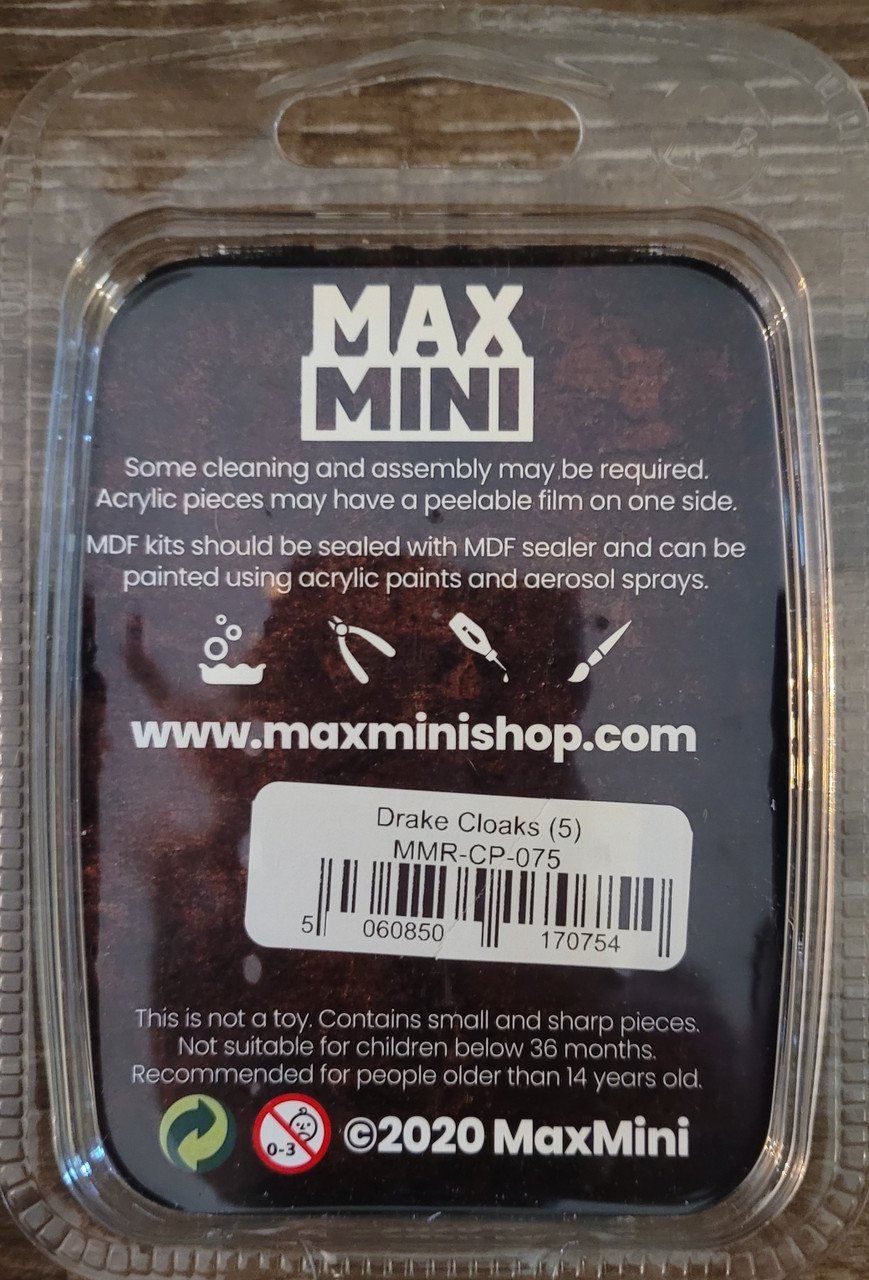 MAX
MINI
Some cleaning and assembly may be required.
Acrylic pieces may have a peelable film on one side.
MDF kits should be sealed with MDF sealer and can be
painted using acrylic paints and aerosol sprays.
www.maxminishop.com
Drake Cloaks (5)
MMR-CP-075
5 060850 170754
This is not a toy. Contains small and sharp pieces.
Not suitable for children below 36 months.
Recommended for people older than 14 years old.
0-3 ©2020 MaxMini